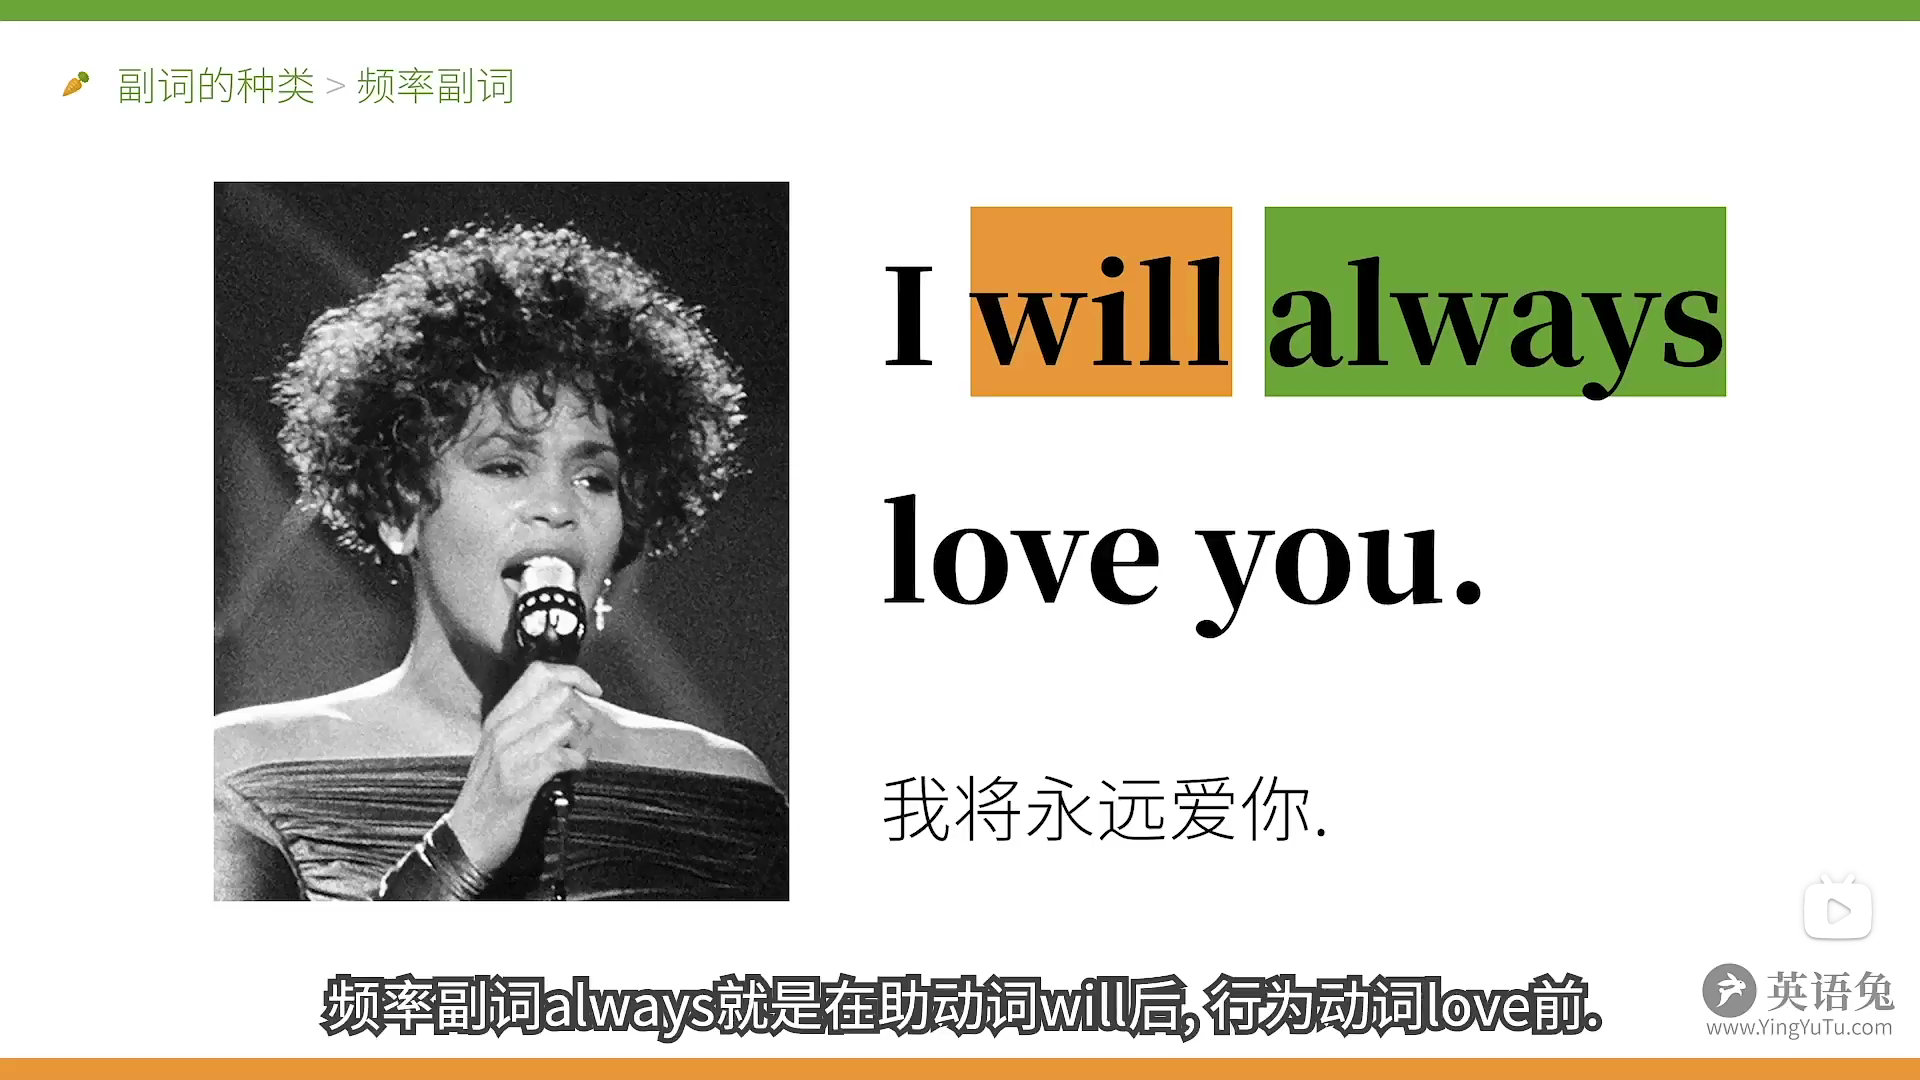 副词的种类 > 频率副词
I will always
love you.
我将永远爱你.
频率副词always就是在助动词will后, 行为动词love前.
英语兔
www.YingYuTu.com